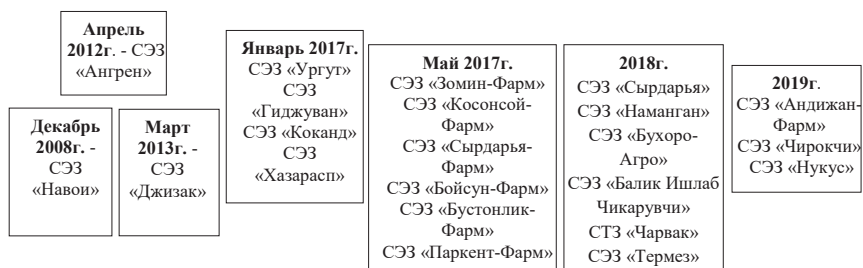 Апрель
2012г. - СЭЗ
«Ангрен»
Декабрь
2008г. -
СЭЗ
«Навои»
Март
2013г. -
СЭЗ
«Джизак»
Январь 2017г.
СЭЗ «Ургут»
СЭЗ
«Гиждуван»
СЭЗ «Коканд»
СЭЗ
«Хазарасп»
Май 2017г.
СЭЗ «Зомин-Фарм»
СЭЗ «Косонсой-
Фарм»
СЭЗ «Сырдарья-
Фарм»
СЭЗ «Бойсун-Фарм»
СЭЗ «Бустонлик-
Фарм»
СЭЗ «Паркент-Фарм»
2018г.
СЭЗ «Сырдарья»
СЭЗ «Наманган»
СЭЗ «Бухоро-
Агро»
СЭЗ «Балик Ишлаб
Чикарувчи»
СТЗ «Чарвак»
СЭЗ «Термез»
2019г.
СЭЗ «Андижан-
Фарм»
СЭЗ «Чирокчи»
СЭЗ «Нукус»